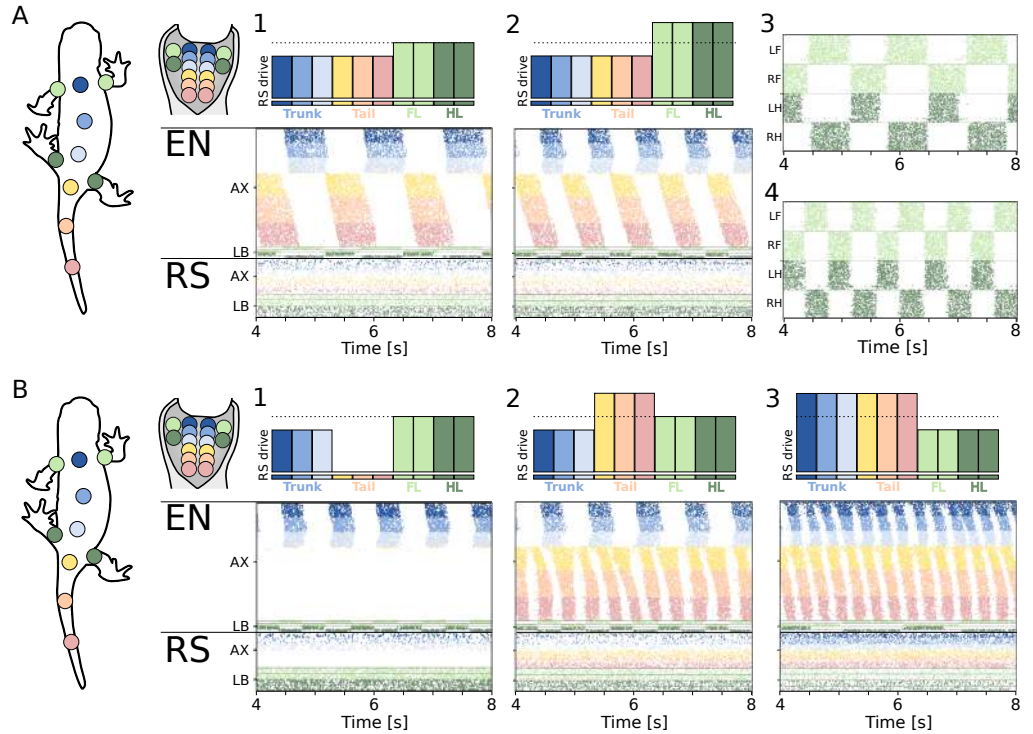 A
1
RS drive
Trunk Tail FL HL
2
RS drive
Trunk Tail FL HL
3
LF
RF
LH
RH
4 6 8
EN
AX
LB
RS
AX
LB
4 6 8
Time [s]
4 6 8
Time [s]
4
LF
RF
LH
RH
4 6 8
Time [s]
B
1
RS drive
Trunk Tail FL HL
2
RS drive
Trunk Tail FL HL
3
RS drive
Trunk Tail FL HL
EN
AX
LB
RS
AX
LB
4 6 8
Time [s]
4 6 8
Time [s]
4 6 8
Time [s]